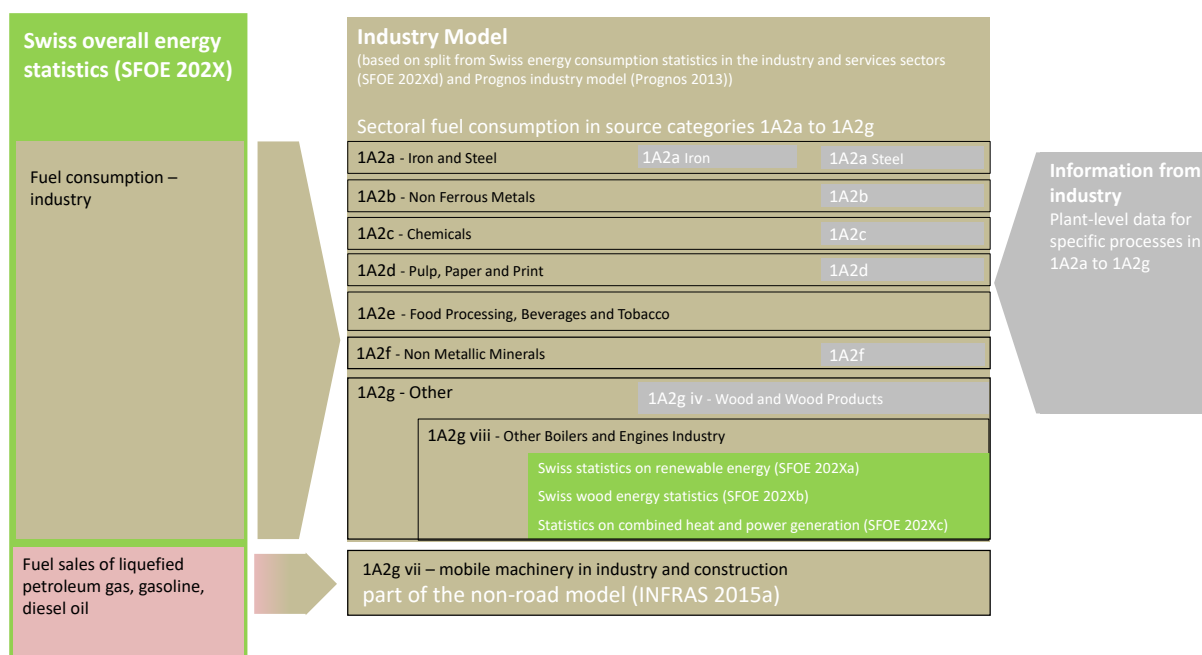 Swiss overall energy
statistics (SFOE 202X)
Fuel consumption –
industry
Fuel sales of liquefied
petroleum gas, gasoline,
diesel oil
Industry Model
(based on split from Swiss energy consumption statistics in the industry and services sectors
(SFOE 202Xd) and Prognos industry model (Prognos 2013))
Sectoral fuel consumption in source categories 1A2a to 1A2g
1A2a - Iron and Steel 1A2a Iron 1A2a Steel
1A2b - Non Ferrous Metals 1A2b
1A2c - Chemicals 1A2c
1A2d - Pulp, Paper and Print 1A2d
1A2e - Food Processing, Beverages and Tobacco
1A2f - Non Metallic Minerals 1A2f
1A2g - Other 1A2g iv - Wood and Wood Products
1A2g viii - Other Boilers and Engines Industry
Swiss statistics on renewable energy (SFOE 202Xa)
Swiss wood energy statistics (SFOE 202Xb)
Statistics on combined heat and power generation (SFOE 202Xc)
1A2g vii – mobile machinery in industry and construction
part of the non-road model (INFRAS 2015a)
Information from
industry
Plant-level data for
specific processes in
1A2a to 1A2g